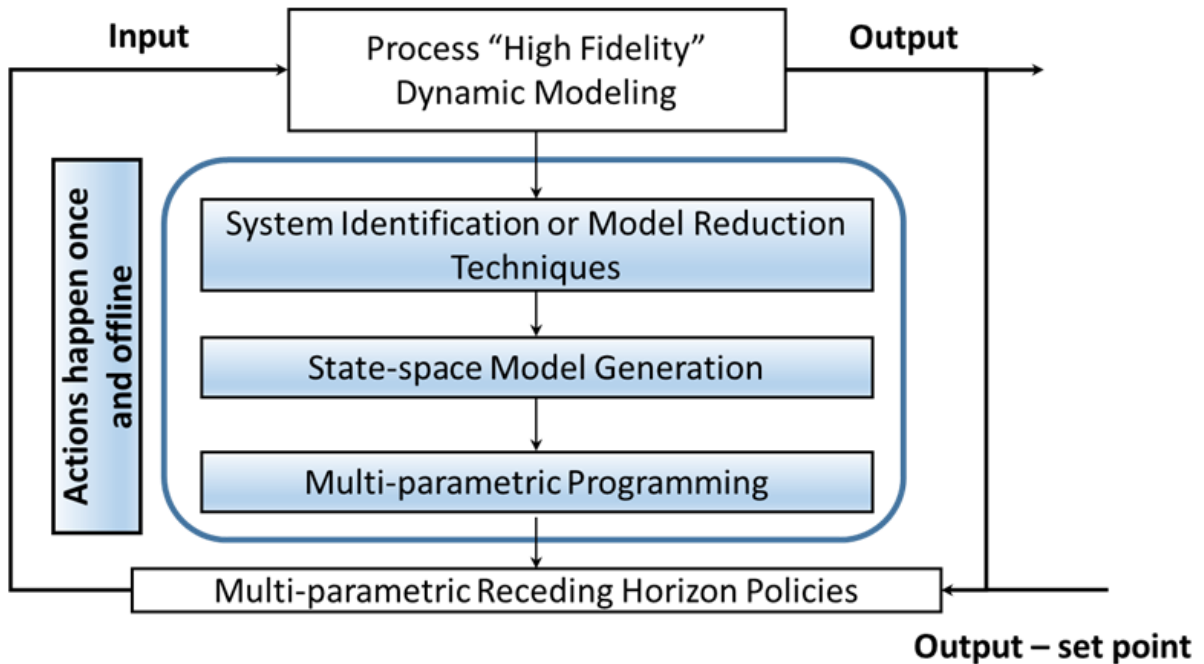 Input
Process “High Fidelity”
Dynamic Modeling
Output
Actions happen once
and offline
System Identification or Model Reduction
Techniques
State-space Model Generation
Multi-parametric Programming
Multi-parametric Receding Horizon Policies
Output – set point